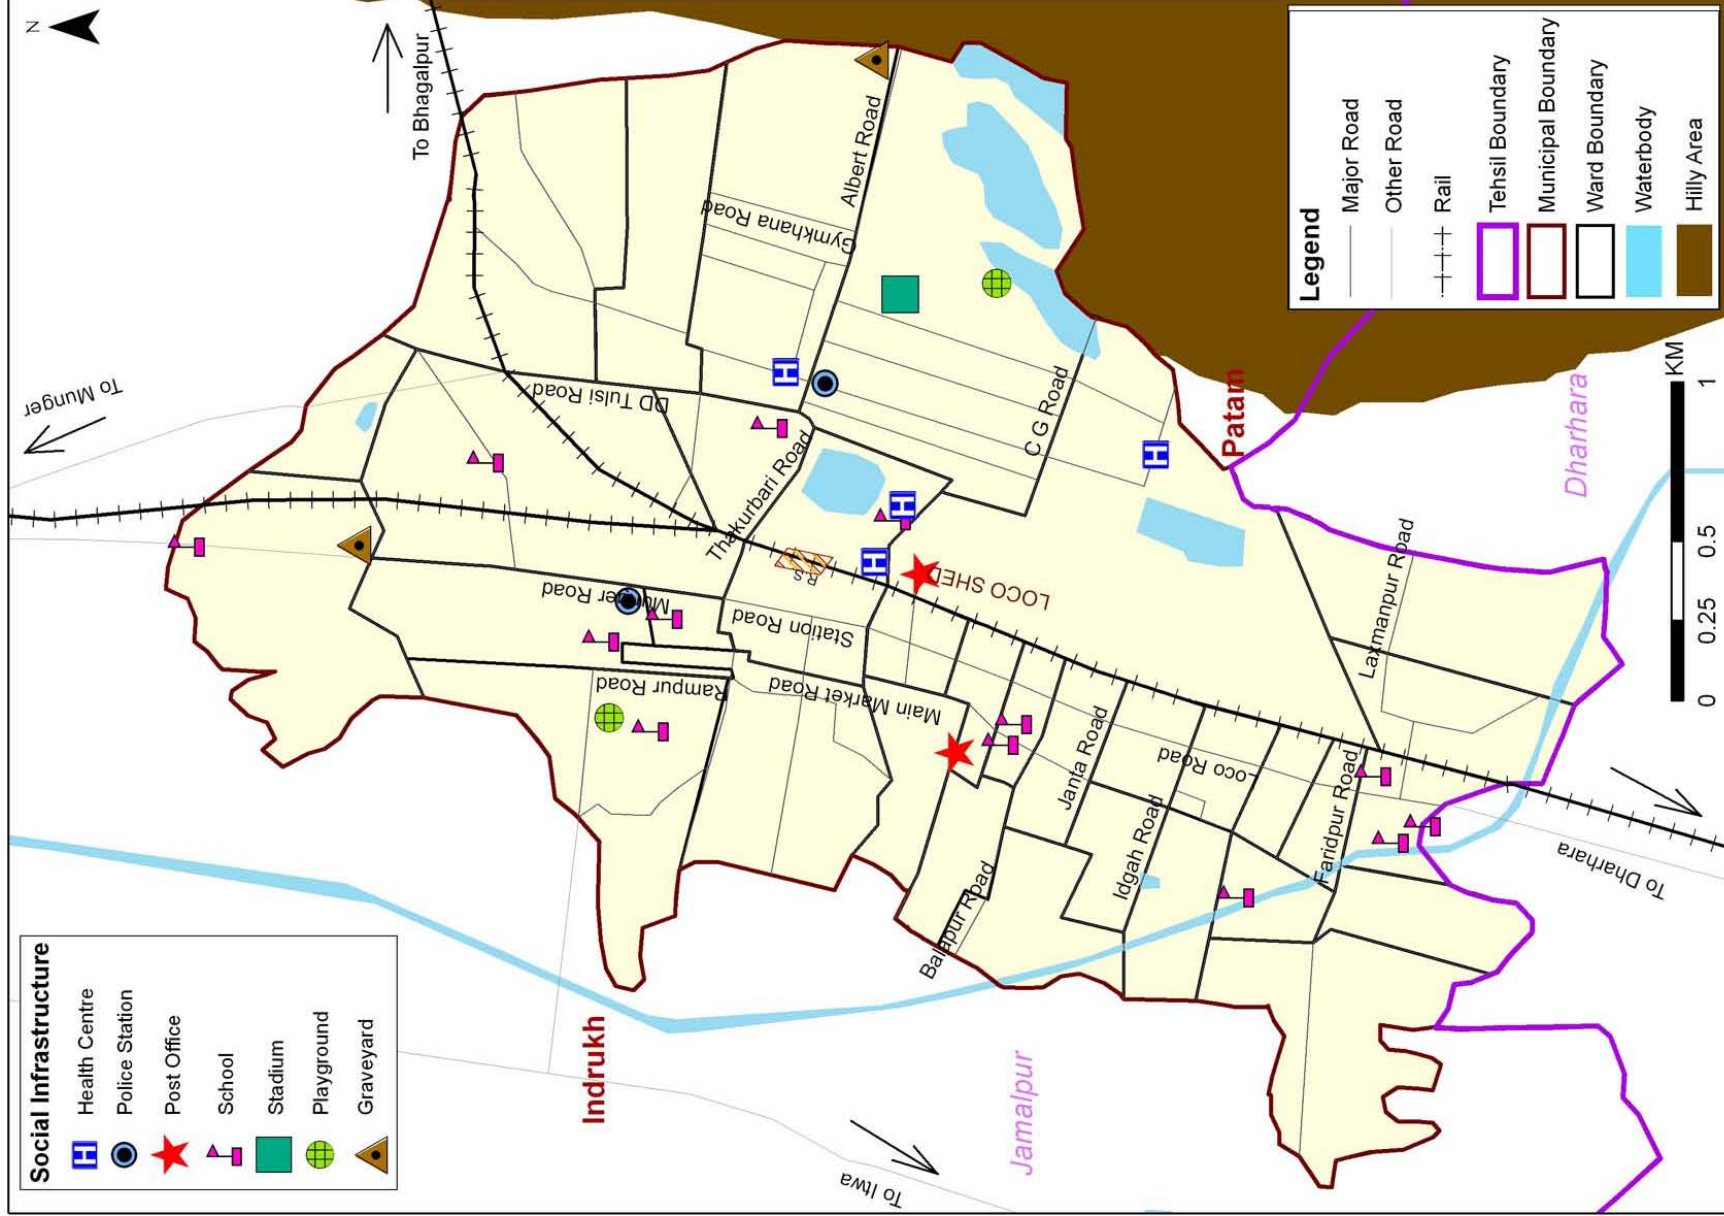 N
To Bhagalpur
To Munger
Social Infrastructure
Health Centre
Police Station
Post Office
School
Stadium
Playground
Graveyard
Legend
Major Road
Other Road
Rail
Tehsil Boundary
Municipal Boundary
Ward Boundary
Waterbody
Hilly Area
Albert Road
Gymkhana Road
DD Tulsi Road
Thakurbari Road
C G Road
R.S
LOCO SHED
Munger Road
Station Road
Rampur Road
Main Market Road
Janta Road
Loco Road
Idgah Road
Balapur Road
Faridpur Road
Laxmanpur Road
Patam
Indrukh
Jamalpur
Dharhara
To Itwa
To Dharhara
0 0.25 0.5 1
KM